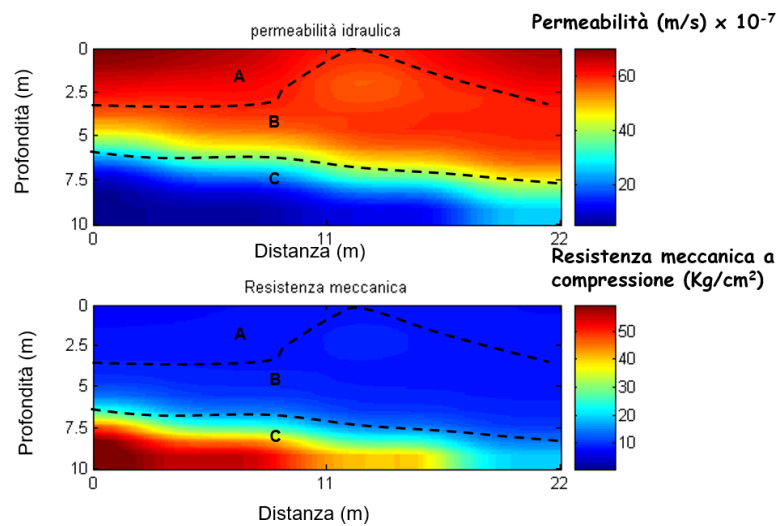 Permeabilità (m/s) x 10-7
permeabilità idraulica
Profondità (m)
0
2.5
5
7.5
10
A
B
C
0
11
22
Distanza (m)
60
40
20
Resistenza meccanica a
compressione (Kg/cm2)
Resistenza meccanica
Profondità (m)
0
2.5
5
7.5
10
A
B
C
0
11
22
Distanza (m)
50
40
30
20
10